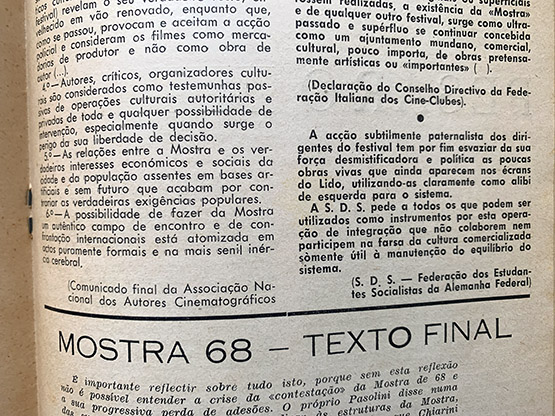 festival) revelam o seu
velhecido em vão renovado, enquanto que,
como se passou, provocam e aceitam a acção
policial e consideram os filmes como merca-
dorias de produtor e não como obra de
autor (...).
4.º — Autores, críticos, organizadores cultu-
rais são considerados como testemunhas pas-
sivas de operações culturais autoritárias e
privadas de toda e qualquer possibilidade de
intervenção, especialmente quando surge o
perigo da sua liberdade de decisão.
5.º — As relações entre a Mostra e os ver-
dadeiros interesses económicos e sociais da
cidade e da população assentem em bases ar-
tificiais e sem futuro que acabam por con-
trariar as verdadeiras exigências populares.
6.º — A possibilidade de fazer da Mostra
um autêntico campo de encontro e de con-
frontação internacionais está atomizada em
dados puramente formais e na mais senil inér-
cia cerebral.
(Comunicado final da Associação Na-
cional dos Autores Cinematográficos
fossem realizadas, a existência da «Mostra»
e de qualquer outro festival, surge como ultra-
passado e supérfluo se continua concebida
como um ajuntamento mundano, comercial,
cultural, pouco importa, de obras pretensa-
mente artísticas ou «importantes» ( ).
(Declaração do Conselho Directivo da Fede-
ração Italiana dos Cine-Clubes).
●
A acção subtilmente paternalista dos diri-
gentes do festival tem por fim esvaziar da sua
força desmistificadora e política as poucas
obras vivas que ainda aparecem nos écrans
do Lido, utilizando-as claramente como alibi
de esquerda para o sistema.
A S. D. S. pede a todos os que podem ser
utilizados como instrumentos por esta opera-
ção de integração que não colaborem nem
participem na farsa da cultura comercializada
sòmente útil à manutenção do equilíbrio do
sistema.
(S. D. S. — Federação dos Estudan-
tes Socialistas da Alemanha Federal)
MOSTRA 68 — TEXTO FINAL
É importante reflectir sobre tudo isto, porque sem esta reflexão
não é possível entender a crise da «contestação» da Mostra de 68 e
a sua progressiva perda de adesões. O próprio Pasolini disse numa
estruturas da Mostra,
Chiarini